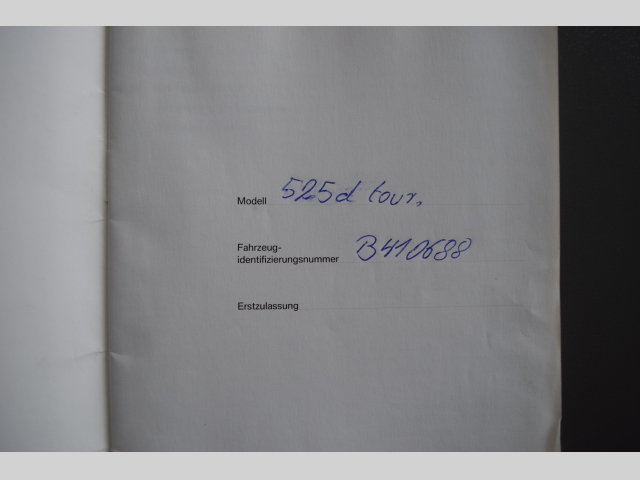 Modell 525d tour.
Fahrzeug-
identifizierungsnummer B410688
Erstzulassung